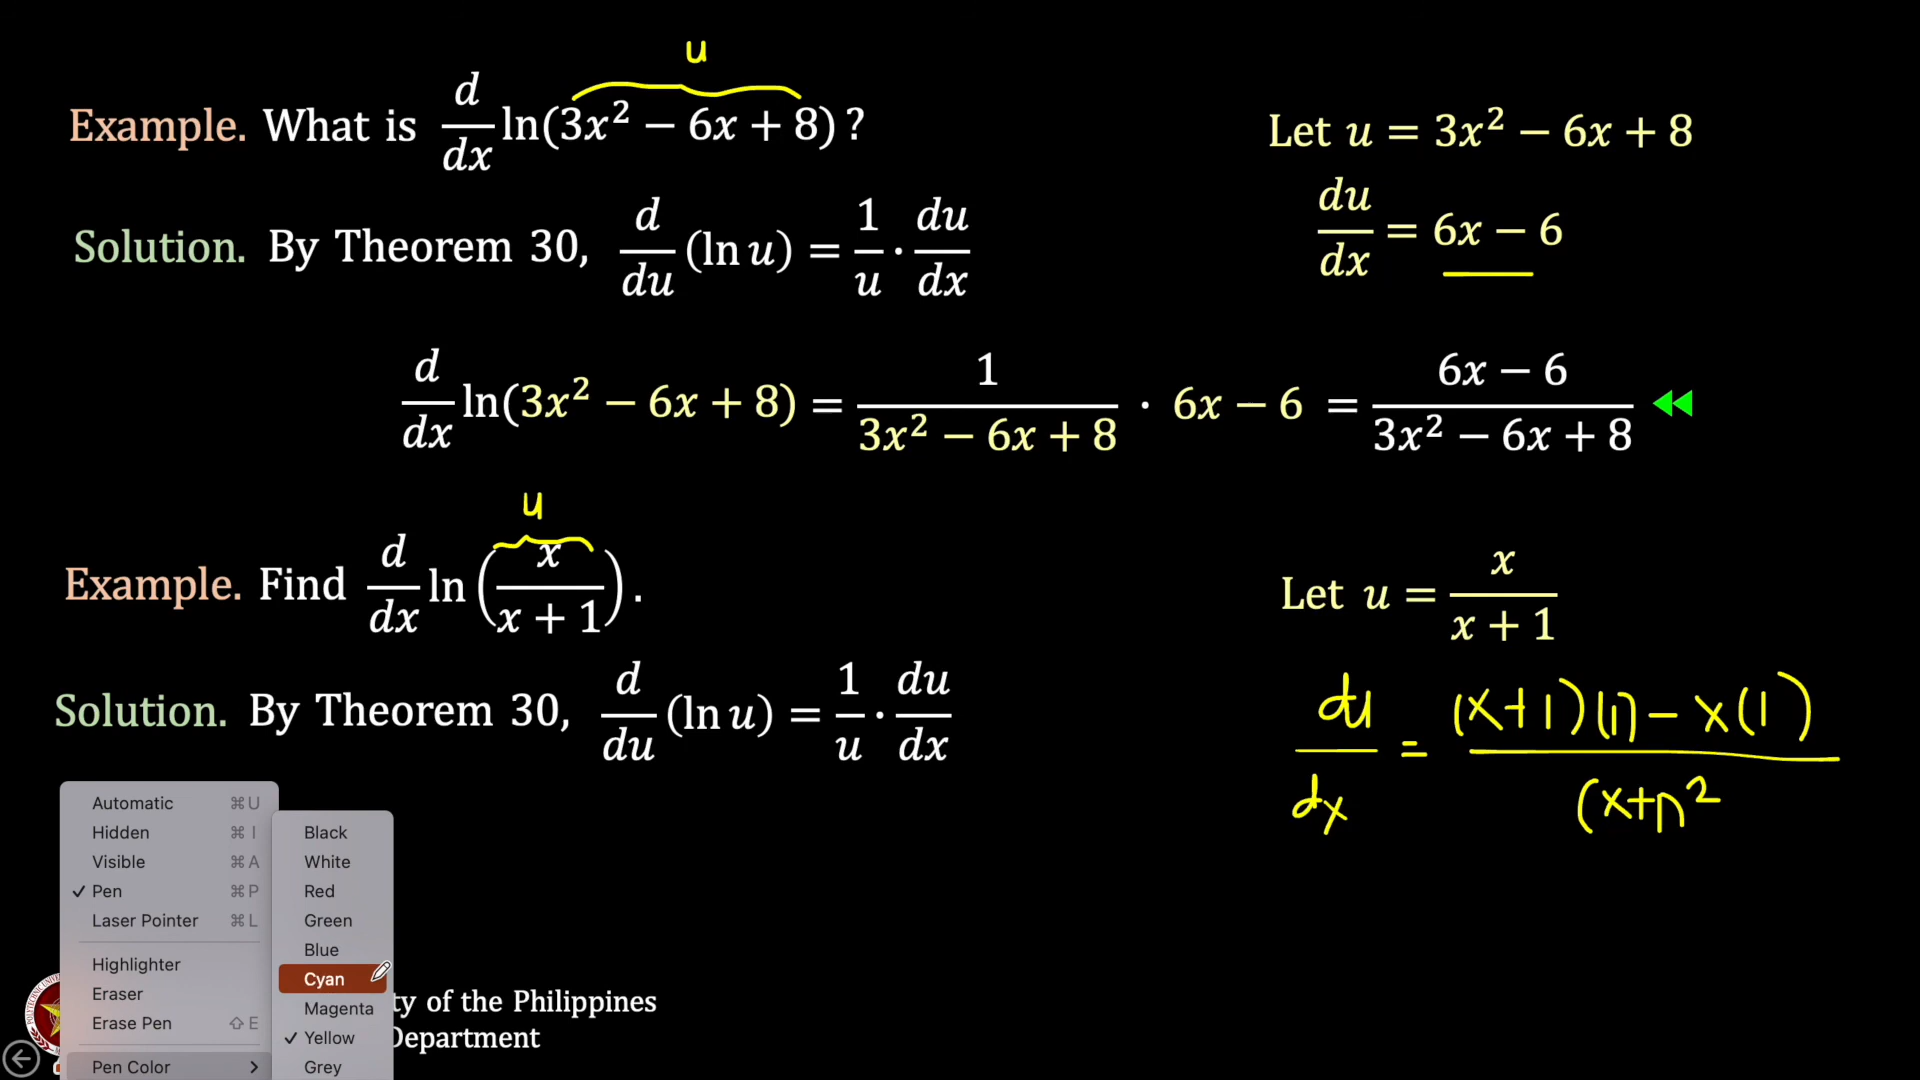 u
Example. What is d/dx ln(3x² − 6x + 8)?
Let u = 3x² − 6x + 8
Solution. By Theorem 30, d/du (ln u) = 1/u · du/dx
du/dx = 6x − 6
d/dx ln(3x² − 6x + 8) = 1/(3x² − 6x + 8) · 6x − 6 = (6x − 6)/(3x² − 6x + 8)
u
Example. Find d/dx ln(x/(x + 1)).
Let u = x/(x + 1)
Solution. By Theorem 30, d/du (ln u) = 1/u · du/dx
du/dx = ((x+1)(1) − x(1))/(x+1)²
Automatic ⌘U
Hidden ⌘I
Visible ⌘A
✓ Pen ⌘P
Laser Pointer ⌘L
Highlighter
Eraser
Erase Pen ⇧E
Pen Color >
Black
White
Red
Green
Blue
Cyan
Magenta
✓ Yellow
Grey
ty of the Philippines
Department